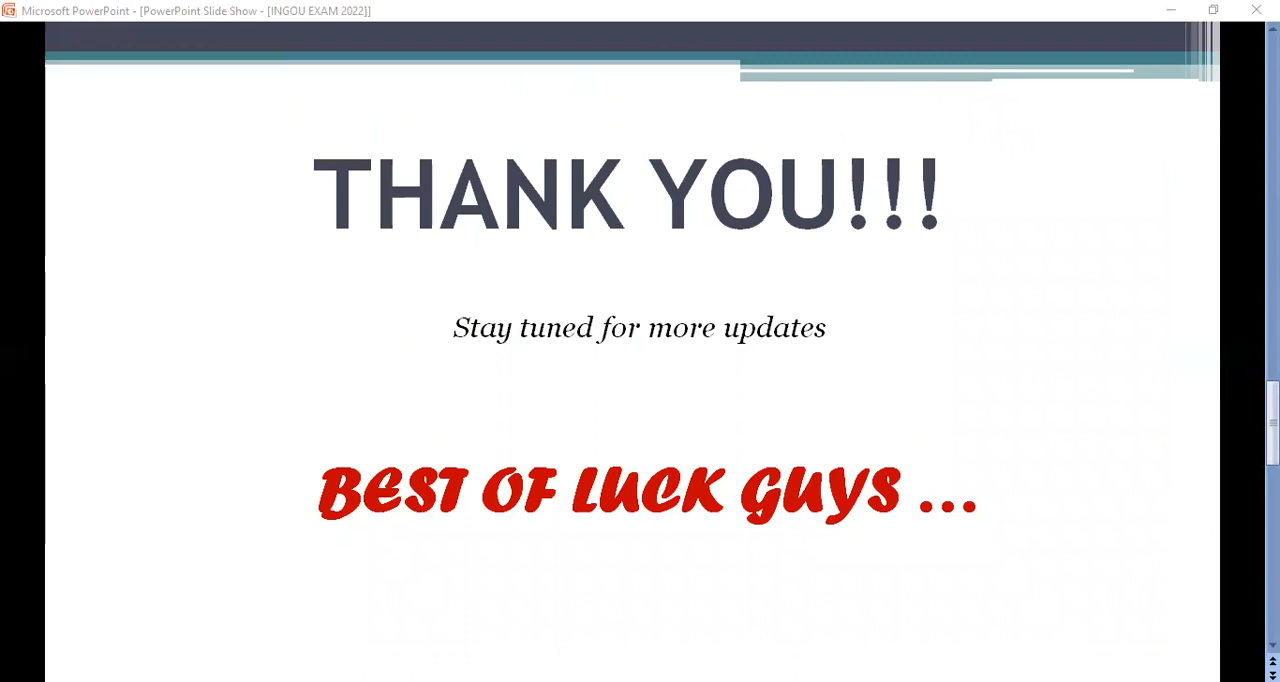 Microsoft PowerPoint - [PowerPoint Slide Show - [INGOU EXAM 2022]]
THANK YOU!!!
Stay tuned for more updates
BEST OF LUCK GUYS ...